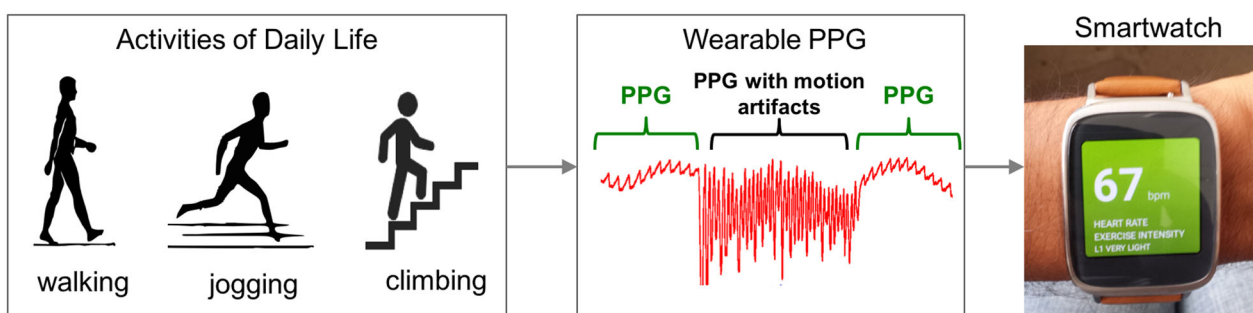 Activities of Daily Life
walking
jogging
climbing
Wearable PPG
PPG
PPG with motion
artifacts
PPG
Smartwatch
67 bpm
HEART RATE
EXERCISE INTENSITY
L1 VERY LIGHT